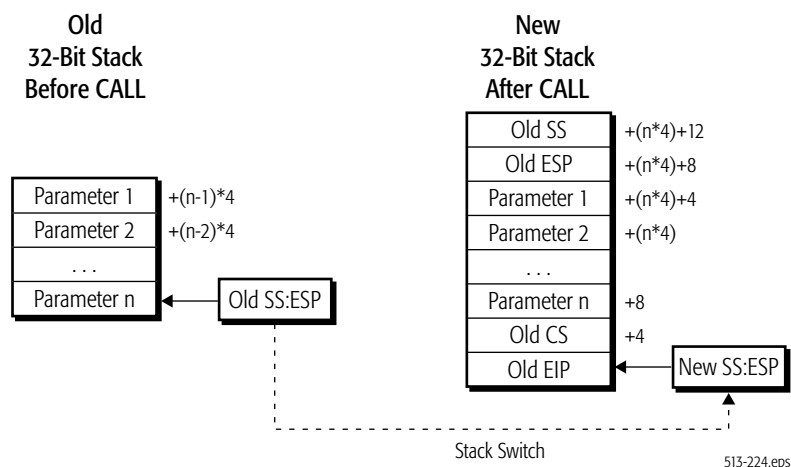 Old
32-Bit Stack
Before CALL
New
32-Bit Stack
After CALL
Old SS +(n*4)+12
Old ESP +(n*4)+8
Parameter 1 +(n-1)*4
Parameter 1 +(n*4)+4
Parameter 2 +(n-2)*4
Parameter 2 +(n*4)
. . .
. . .
Parameter n
Old SS:ESP
Parameter n +8
Old CS +4
Old EIP
New SS:ESP
Stack Switch
513-224.eps